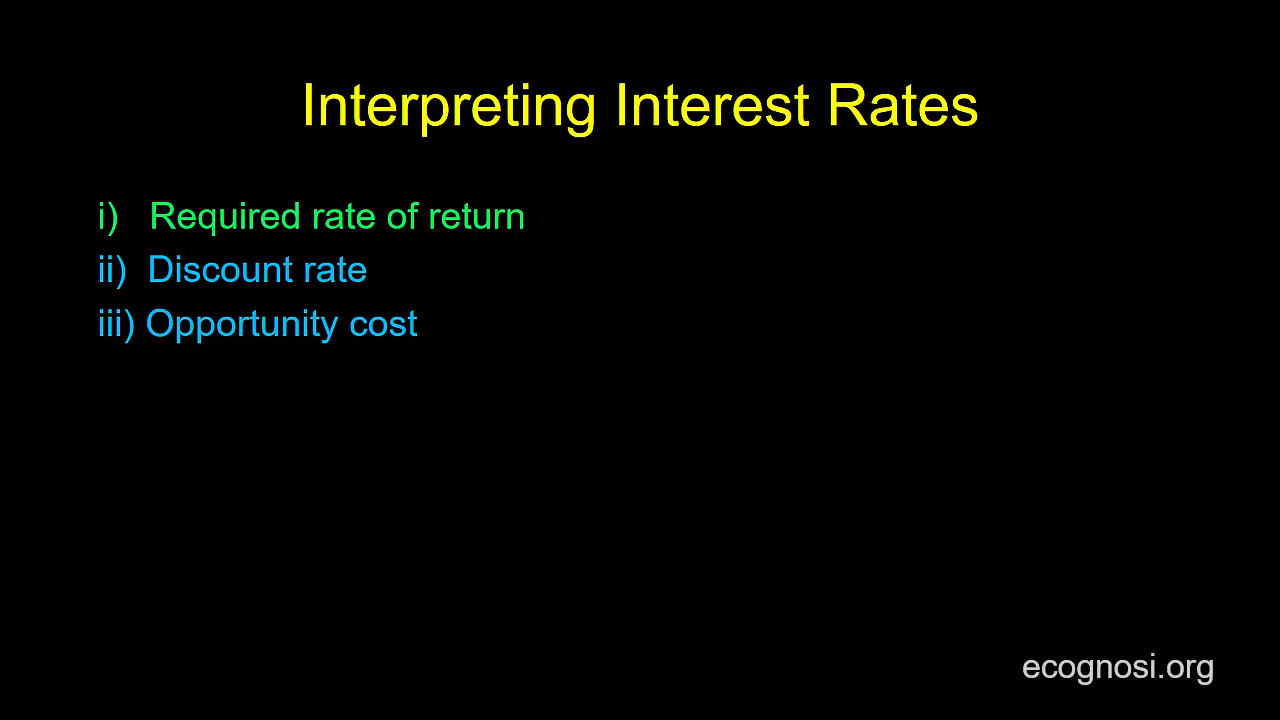 Interpreting Interest Rates
i) Required rate of return
ii) Discount rate
iii) Opportunity cost
ecognosi.org